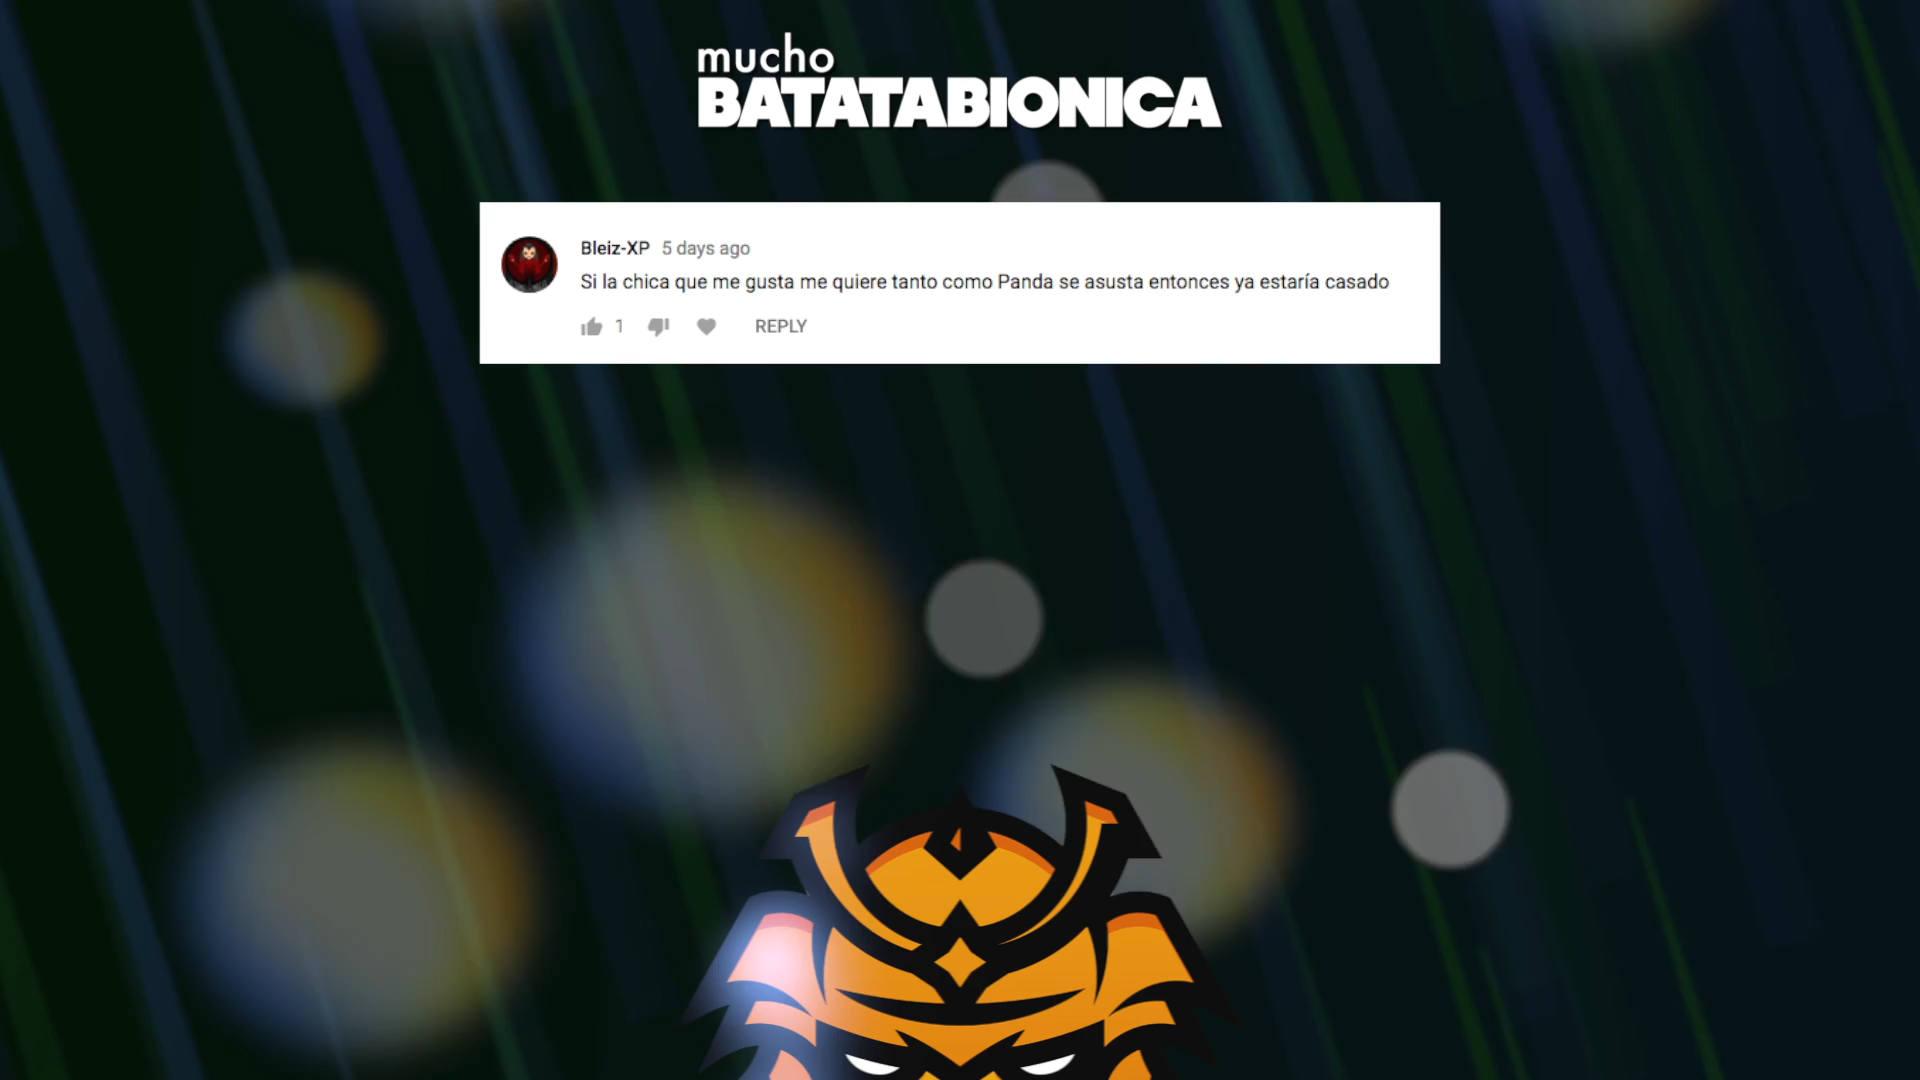 mucho
BATATABIONICA
Bleiz-XP 5 days ago
Si la chica que me gusta me quiere tanto como Panda se asusta entonces ya estaría casado
1 REPLY